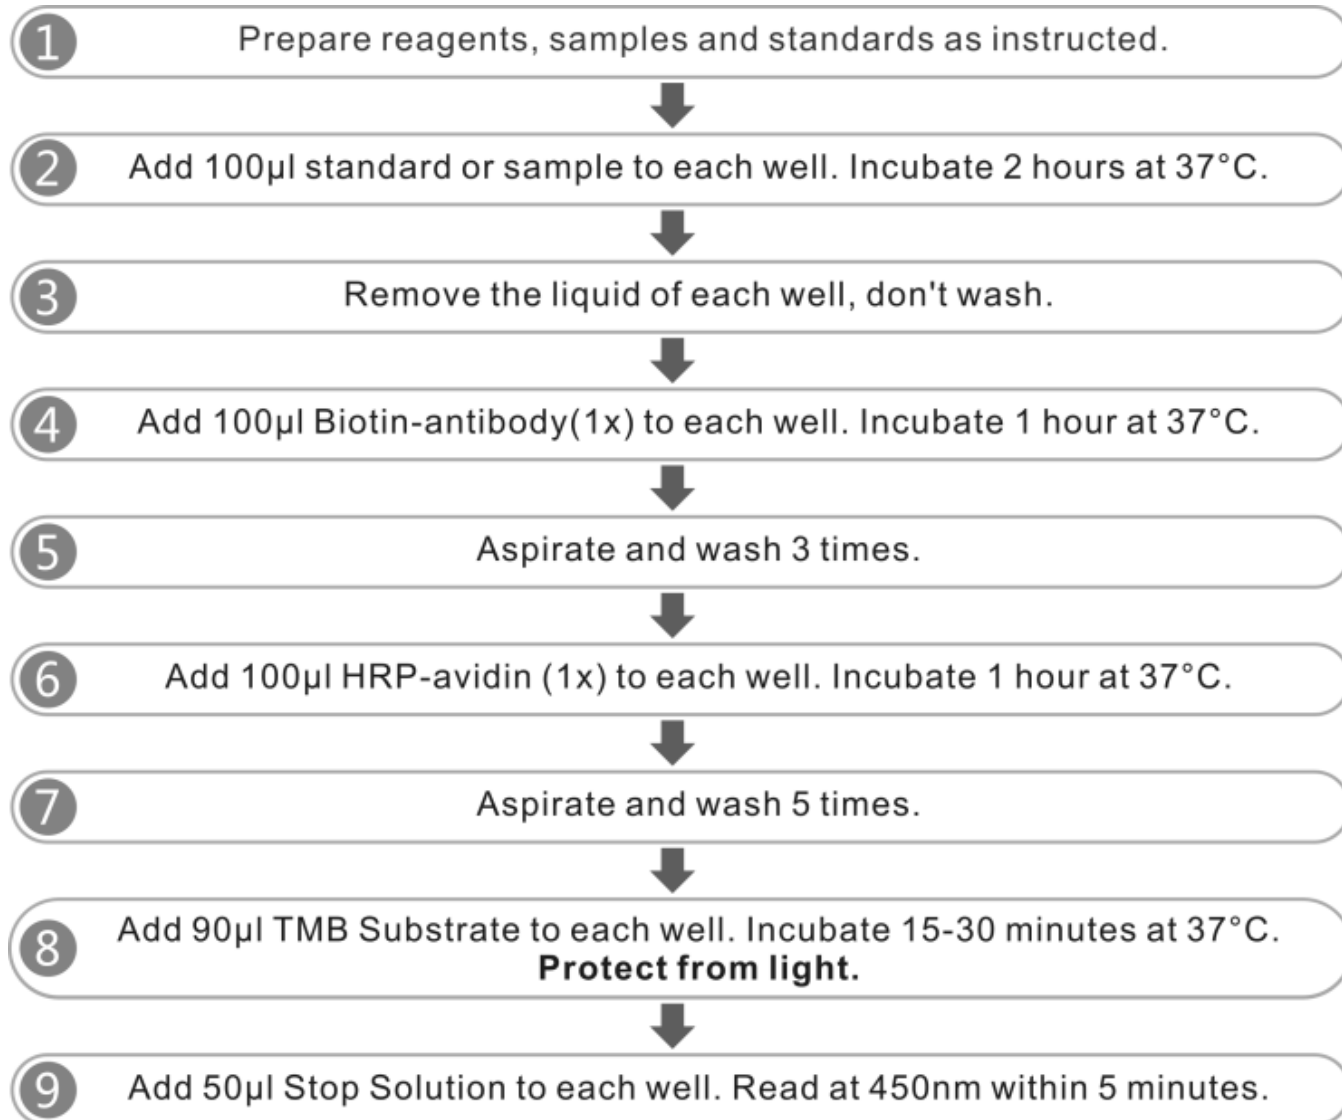 1 Prepare reagents, samples and standards as instructed.
2 Add 100µl standard or sample to each well. Incubate 2 hours at 37°C.
3 Remove the liquid of each well, don't wash.
4 Add 100µl Biotin-antibody(1x) to each well. Incubate 1 hour at 37°C.
5 Aspirate and wash 3 times.
6 Add 100µl HRP-avidin (1x) to each well. Incubate 1 hour at 37°C.
7 Aspirate and wash 5 times.
8 Add 90µl TMB Substrate to each well. Incubate 15-30 minutes at 37°C.
Protect from light.
9 Add 50µl Stop Solution to each well. Read at 450nm within 5 minutes.